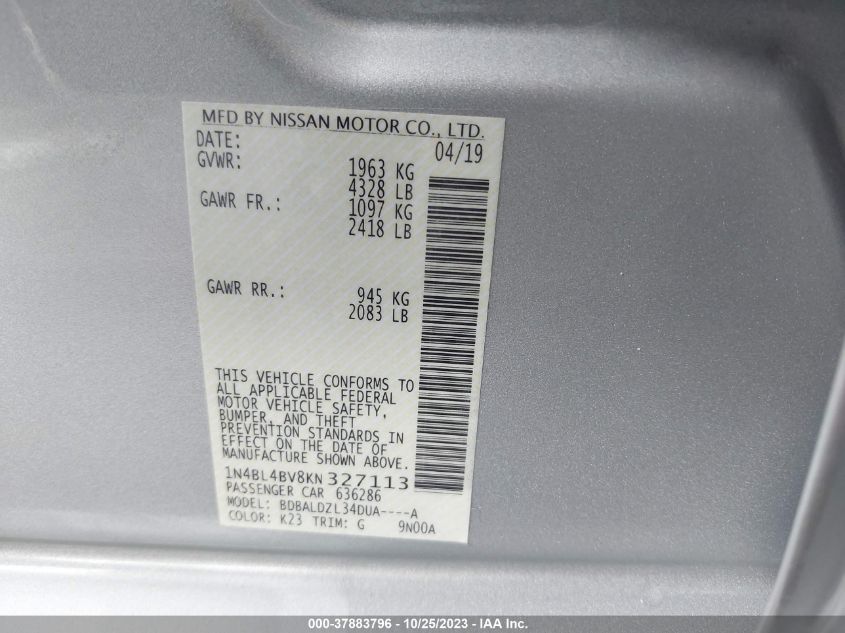 MFD BY NISSAN MOTOR CO., LTD.
DATE: 04/19
GVWR: 1963 KG
4328 LB
GAWR FR.: 1097 KG
2418 LB
GAWR RR.: 945 KG
2083 LB
THIS VEHICLE CONFORMS TO
ALL APPLICABLE FEDERAL
MOTOR VEHICLE SAFETY,
BUMPER, AND THEFT
PREVENTION STANDARDS IN
EFFECT ON THE DATE OF
MANUFACTURE SHOWN ABOVE.
1N4BL4BV8KN327113
PASSENGER CAR 636286
MODEL: BDBALDZL34DUA----A
COLOR: K23 TRIM: G 9N00A
000-37883796 - 10/25/2023 - IAA Inc.